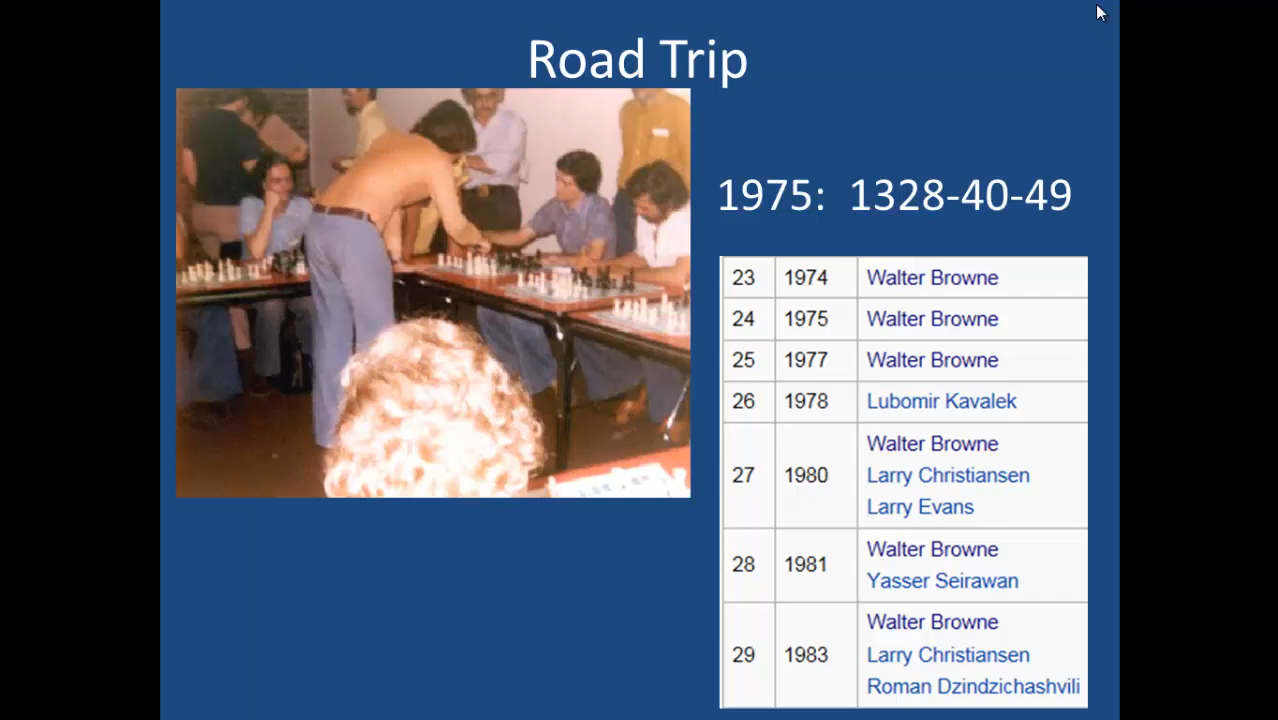 Road Trip
1975: 1328-40-49
23 1974 Walter Browne
24 1975 Walter Browne
25 1977 Walter Browne
26 1978 Lubomir Kavalek
27 1980 Walter Browne
Larry Christiansen
Larry Evans
28 1981 Walter Browne
Yasser Seirawan
29 1983 Walter Browne
Larry Christiansen
Roman Dzindzichashvili